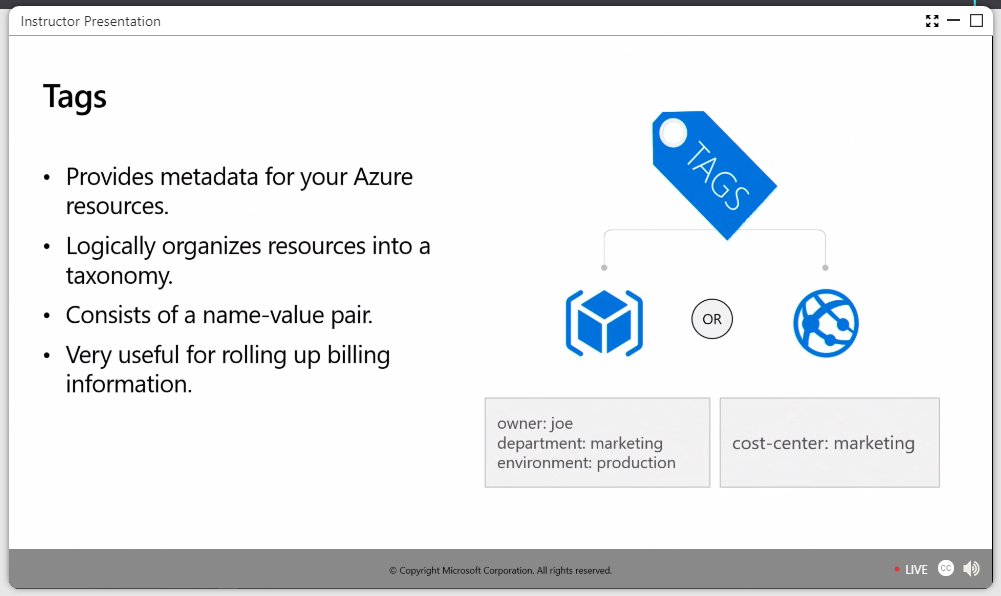 Instructor Presentation
Tags
• Provides metadata for your Azure
resources.
• Logically organizes resources into a
taxonomy.
• Consists of a name-value pair.
• Very useful for rolling up billing
information.
TAGS
OR
owner: joe
department: marketing
environment: production
cost-center: marketing
© Copyright Microsoft Corporation. All rights reserved.
LIVE
CC